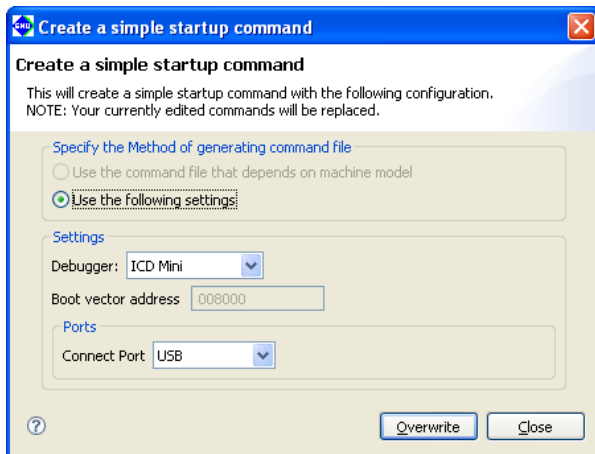 GNU Create a simple startup command
Create a simple startup command
This will create a simple startup command with the following configuration.
NOTE: Your currently edited commands will be replaced.
Specify the Method of generating command file
Use the command file that depends on machine model
Use the following settings
Settings
Debugger: ICD Mini
Boot vector address 008000
Ports
Connect Port USB
? Overwrite Close